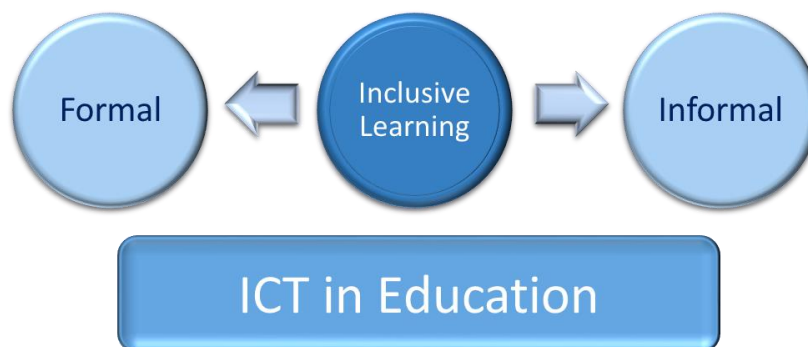 Formal
Inclusive
Learning
Informal
ICT in Education